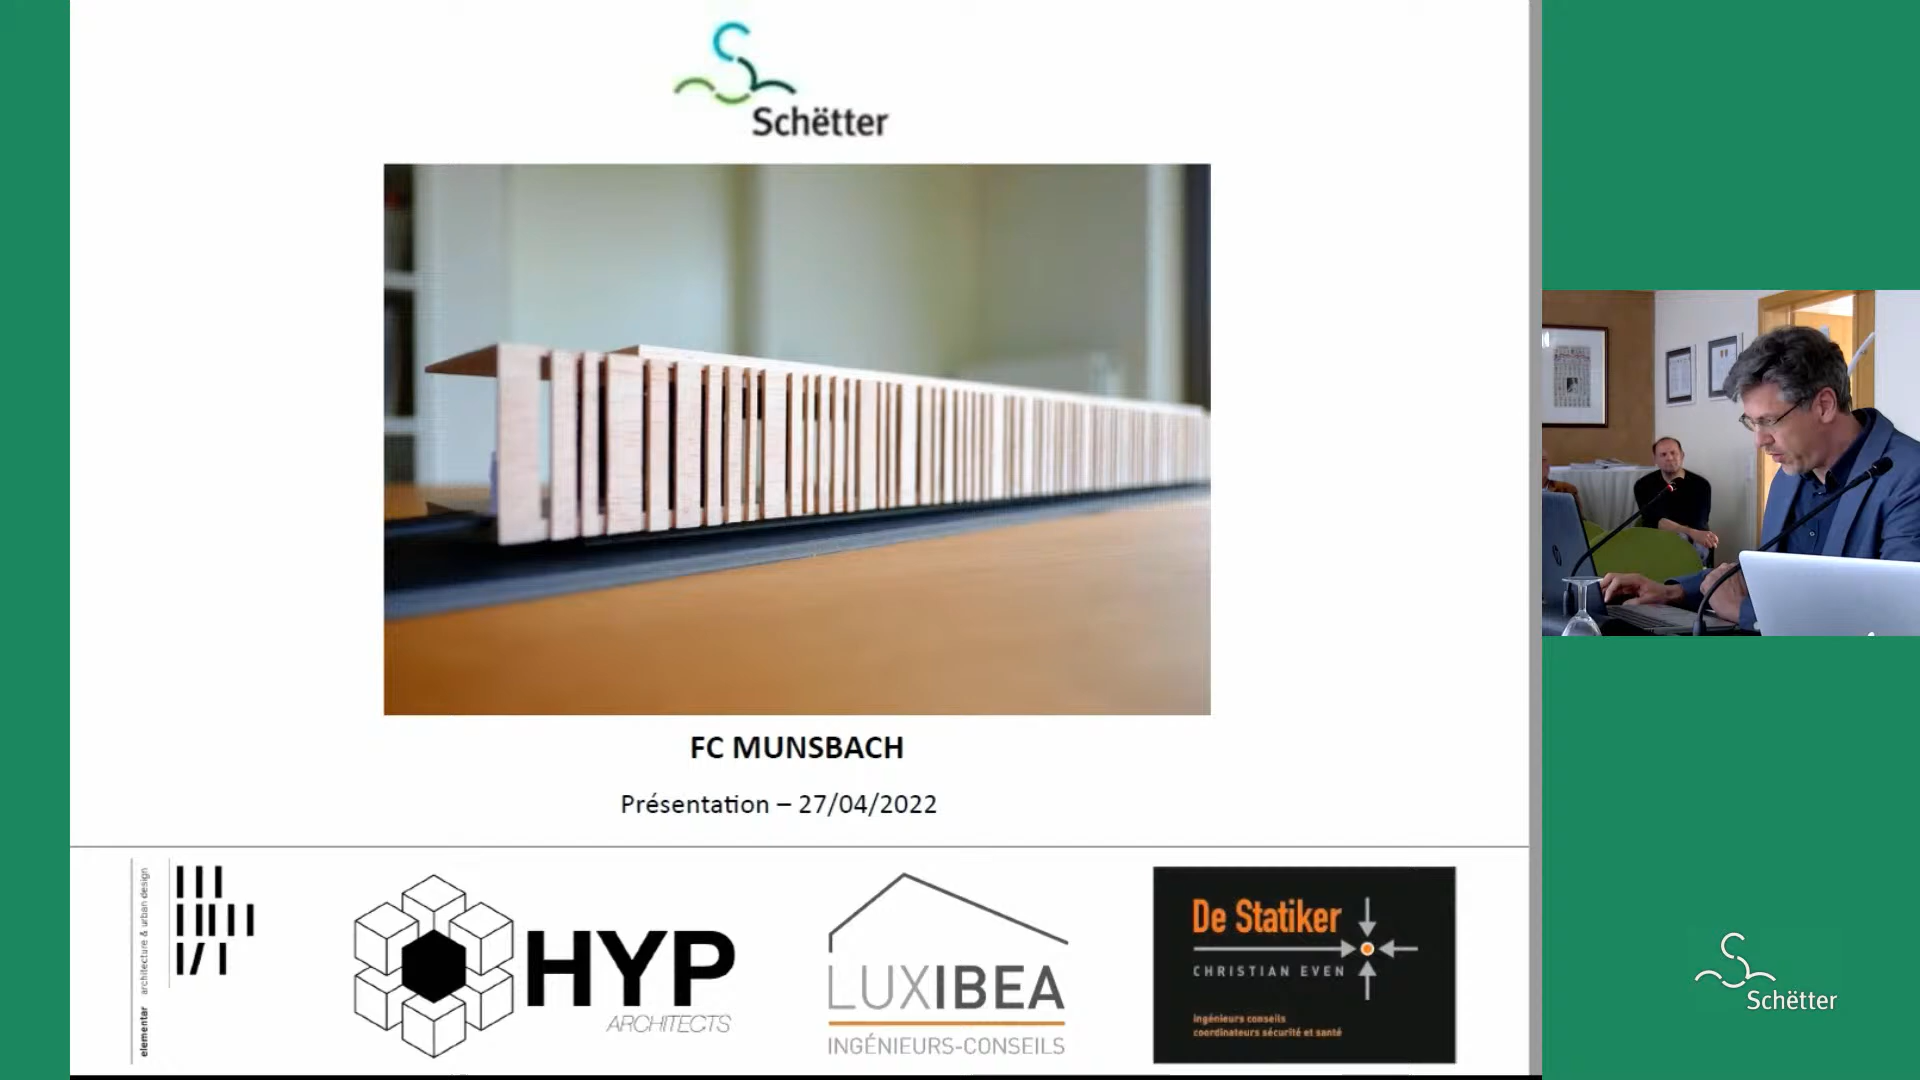 Schëtter
FC MUNSBACH
Présentation – 27/04/2022
elementar architecture & urban design
HYP
ARCHITECTS
LUXIBEA
INGÉNIEURS-CONSEILS
De Statiker
CHRISTIAN EVEN
ingénieurs conseils
coordinateurs sécurité et santé
Schëtter